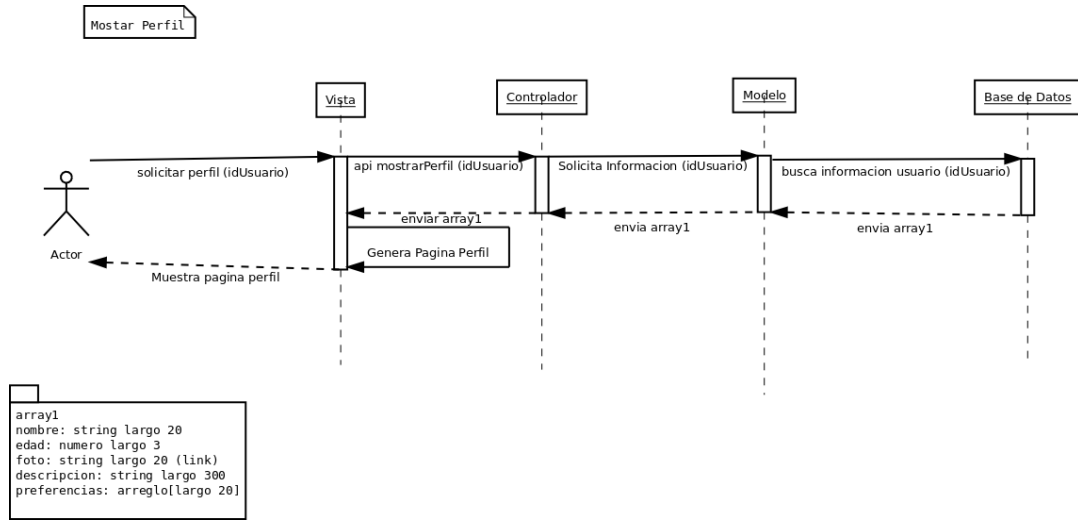 Mostar Perfil
Vista
Controlador
Modelo
Base de Datos
solicitar perfil (idUsuario)
api mostrarPerfil (idUsuario)
Solicita Informacion (idUsuario)
busca informacion usuario (idUsuario)
enviar array1
envia array1
envia array1
Genera Pagina Perfil
Actor
Muestra pagina perfil
array1
nombre: string largo 20
edad: numero largo 3
foto: string largo 20 (link)
descripcion: string largo 300
preferencias: arreglo[largo 20]